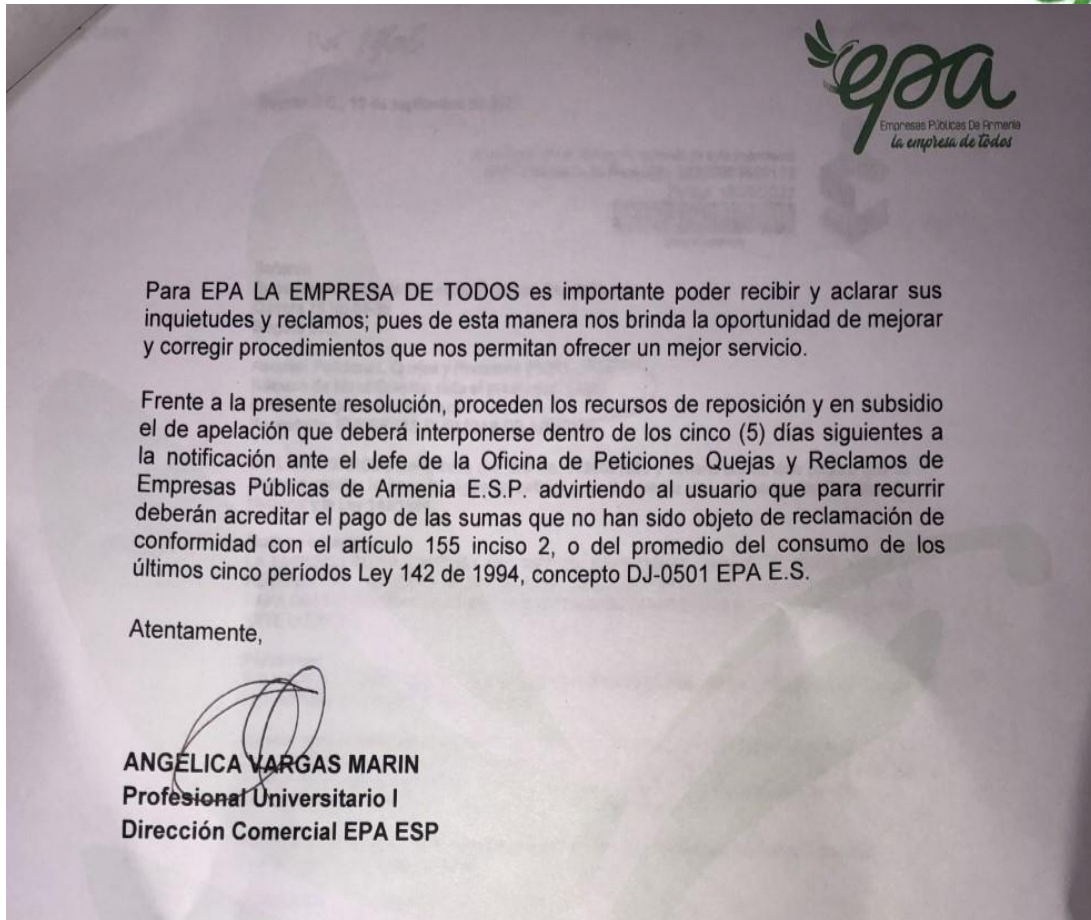 epa
Empresas Públicas De Armenia
la empresa de todos
Para EPA LA EMPRESA DE TODOS es importante poder recibir y aclarar sus
inquietudes y reclamos; pues de esta manera nos brinda la oportunidad de mejorar
y corregir procedimientos que nos permitan ofrecer un mejor servicio.
Frente a la presente resolución, proceden los recursos de reposición y en subsidio
el de apelación que deberá interponerse dentro de los cinco (5) días siguientes a
la notificación ante el Jefe de la Oficina de Peticiones Quejas y Reclamos de
Empresas Públicas de Armenia E.S.P. advirtiendo al usuario que para recurrir
deberán acreditar el pago de las sumas que no han sido objeto de reclamación de
conformidad con el artículo 155 inciso 2, o del promedio del consumo de los
últimos cinco períodos Ley 142 de 1994, concepto DJ-0501 EPA E.S.
Atentamente,
ANGELICA VARGAS MARIN
Profesional Universitario I
Dirección Comercial EPA ESP